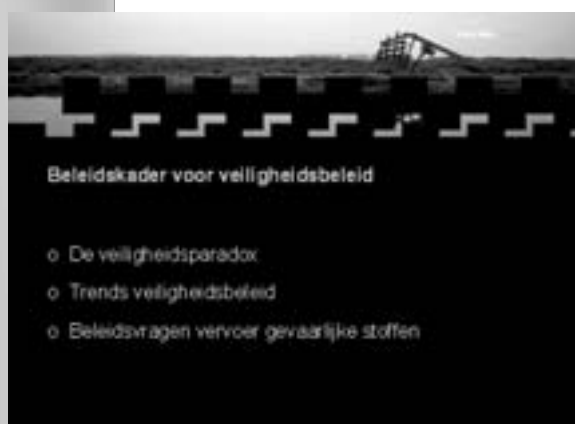 Beleidskader voor veiligheidsbeleid
o De veiligheidsparadox
o Trends veiligheidsbeleid
o Beleidsvragen vervoer gevaarlijke stoffen